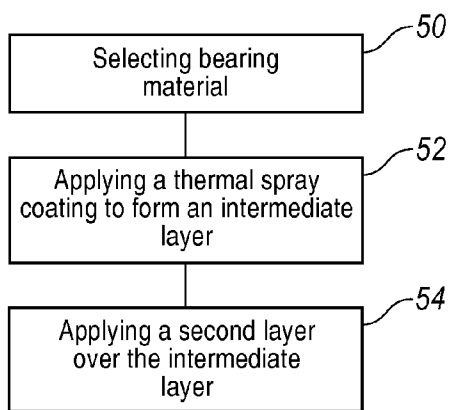 50
Selecting bearing
material
52
Applying a thermal spray
coating to form an intermediate
layer
54
Applying a second layer
over the intermediate
layer